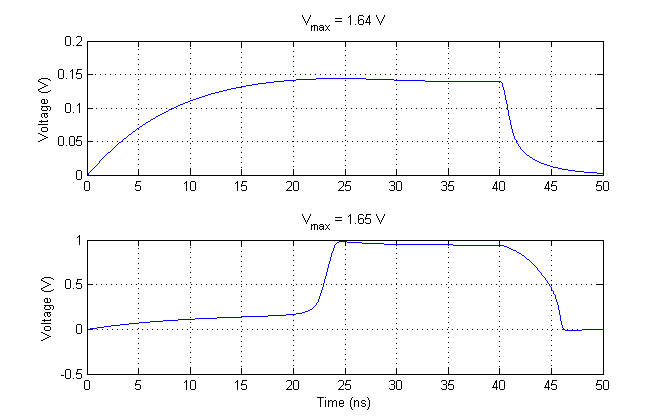 V_max = 1.64 V
0.2
0.15
0.1
0.05
0
Voltage (V)
0 5 10 15 20 25 30 35 40 45 50
V_max = 1.65 V
1
0.5
0
-0.5
Voltage (V)
0 5 10 15 20 25 30 35 40 45 50
Time (ns)